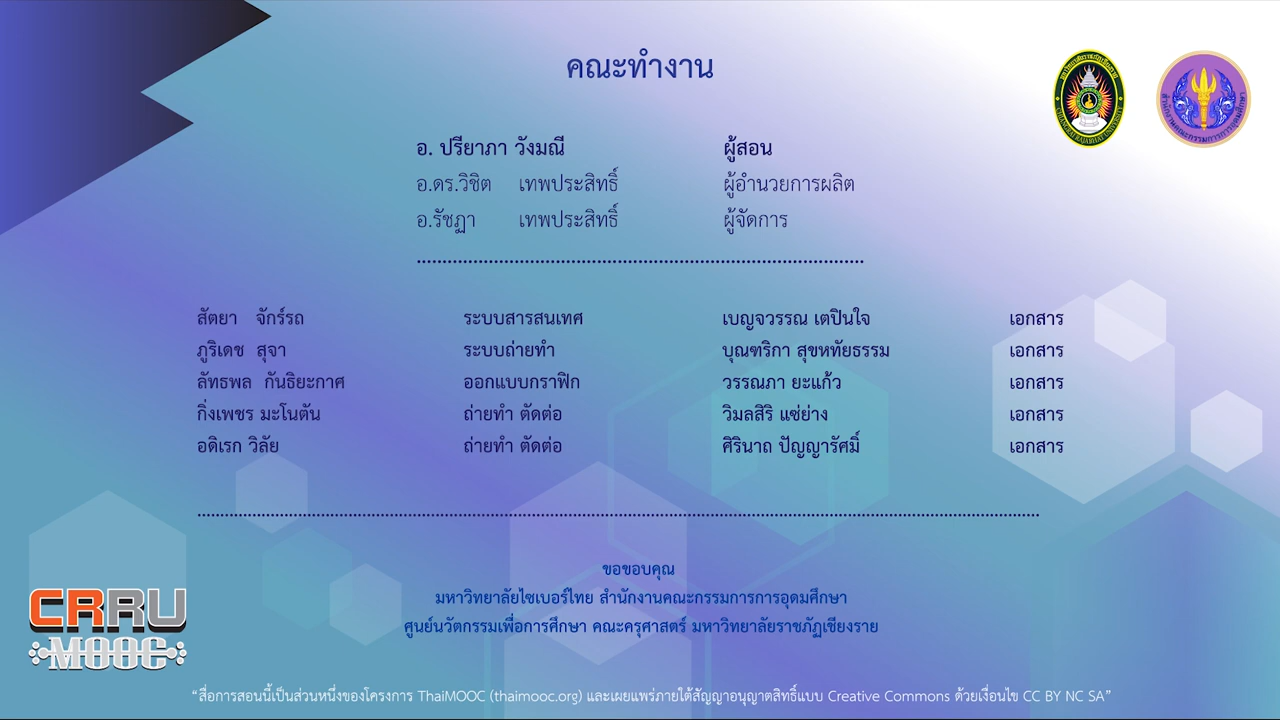 คณะทำงาน
อ. ปรียาภา วังมณี ผู้สอน
อ.ดร.วิชิต เทพประสิทธิ์ ผู้อำนวยการผลิต
อ.รัชฏา เทพประสิทธิ์ ผู้จัดการ
สัตยา จักร์รถ ระบบสารสนเทศ เบญจวรรณ เตปินใจ เอกสาร
ภูริเดช สุจา ระบบถ่ายทำ บุณฑริกา สุขหทัยธรรม เอกสาร
ลัทธพล กันธิยะกาศ ออกแบบกราฟิก วรรณภา ยะแก้ว เอกสาร
กิ่งเพชร มะโนตัน ถ่ายทำ ตัดต่อ วิมลสิริ แซ่ย่าง เอกสาร
อดิเรก วิลัย ถ่ายทำ ตัดต่อ ศิรินาถ ปัญญารัศมิ์ เอกสาร
ขอขอบคุณ
มหาวิทยาลัยไซเบอร์ไทย สำนักงานคณะกรรมการการอุดมศึกษา
ศูนย์นวัตกรรมเพื่อการศึกษา คณะครุศาสตร์ มหาวิทยาลัยราชภัฏเชียงราย
CRRU
MOOC
“สื่อการสอนนี้เป็นส่วนหนึ่งของโครงการ ThaiMOOC (thaimooc.org) และเผยแพร่ภายใต้สัญญาอนุญาตสิทธิ์แบบ Creative Commons ด้วยเงื่อนไข CC BY NC SA”